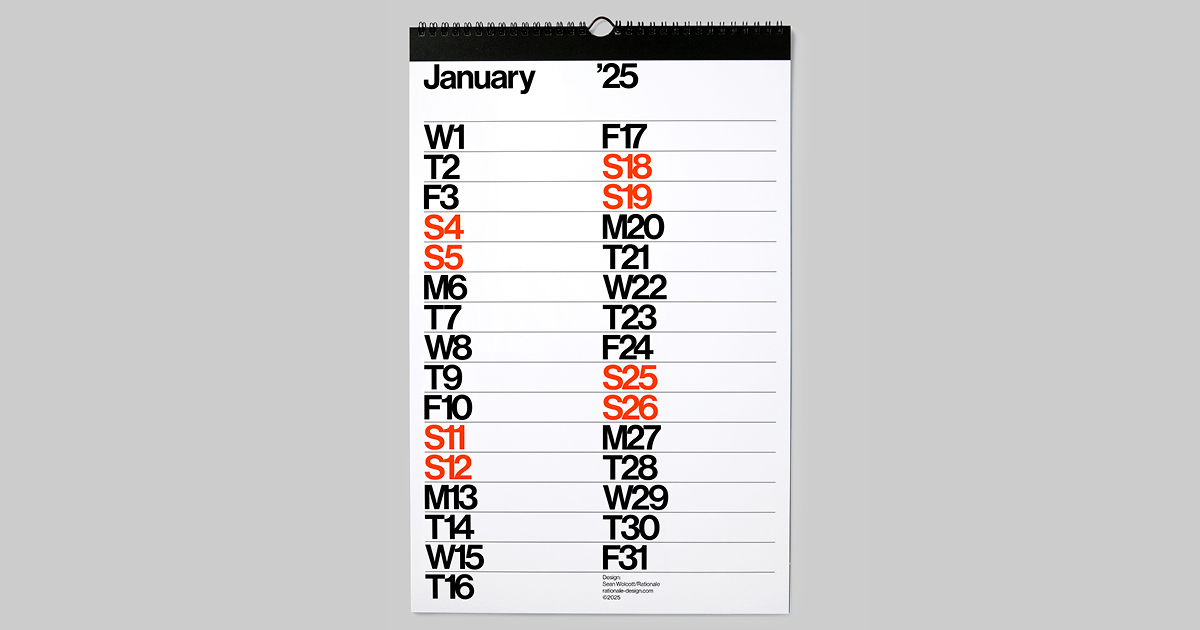 January ’25
W1
T2
F3
S4
S5
M6
T7
W8
T9
F10
S11
S12
M13
T14
W15
T16
F17
S18
S19
M20
T21
W22
T23
F24
S25
S26
M27
T28
W29
T30
F31
Design:
Sean Wolcott/Rationale
rationale-design.com
©2025